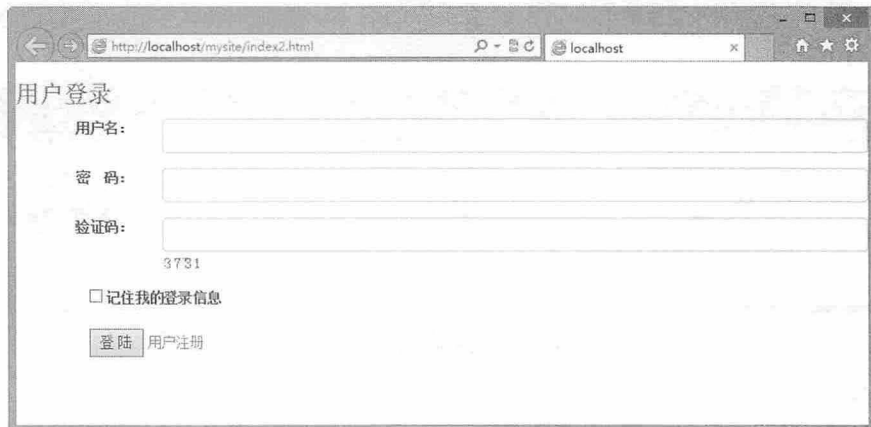 http://localhost/mysite/index2.html
localhost
用户登录
用户名:
密 码:
验证码:
3731
记住我的登录信息
登陆 用户注册